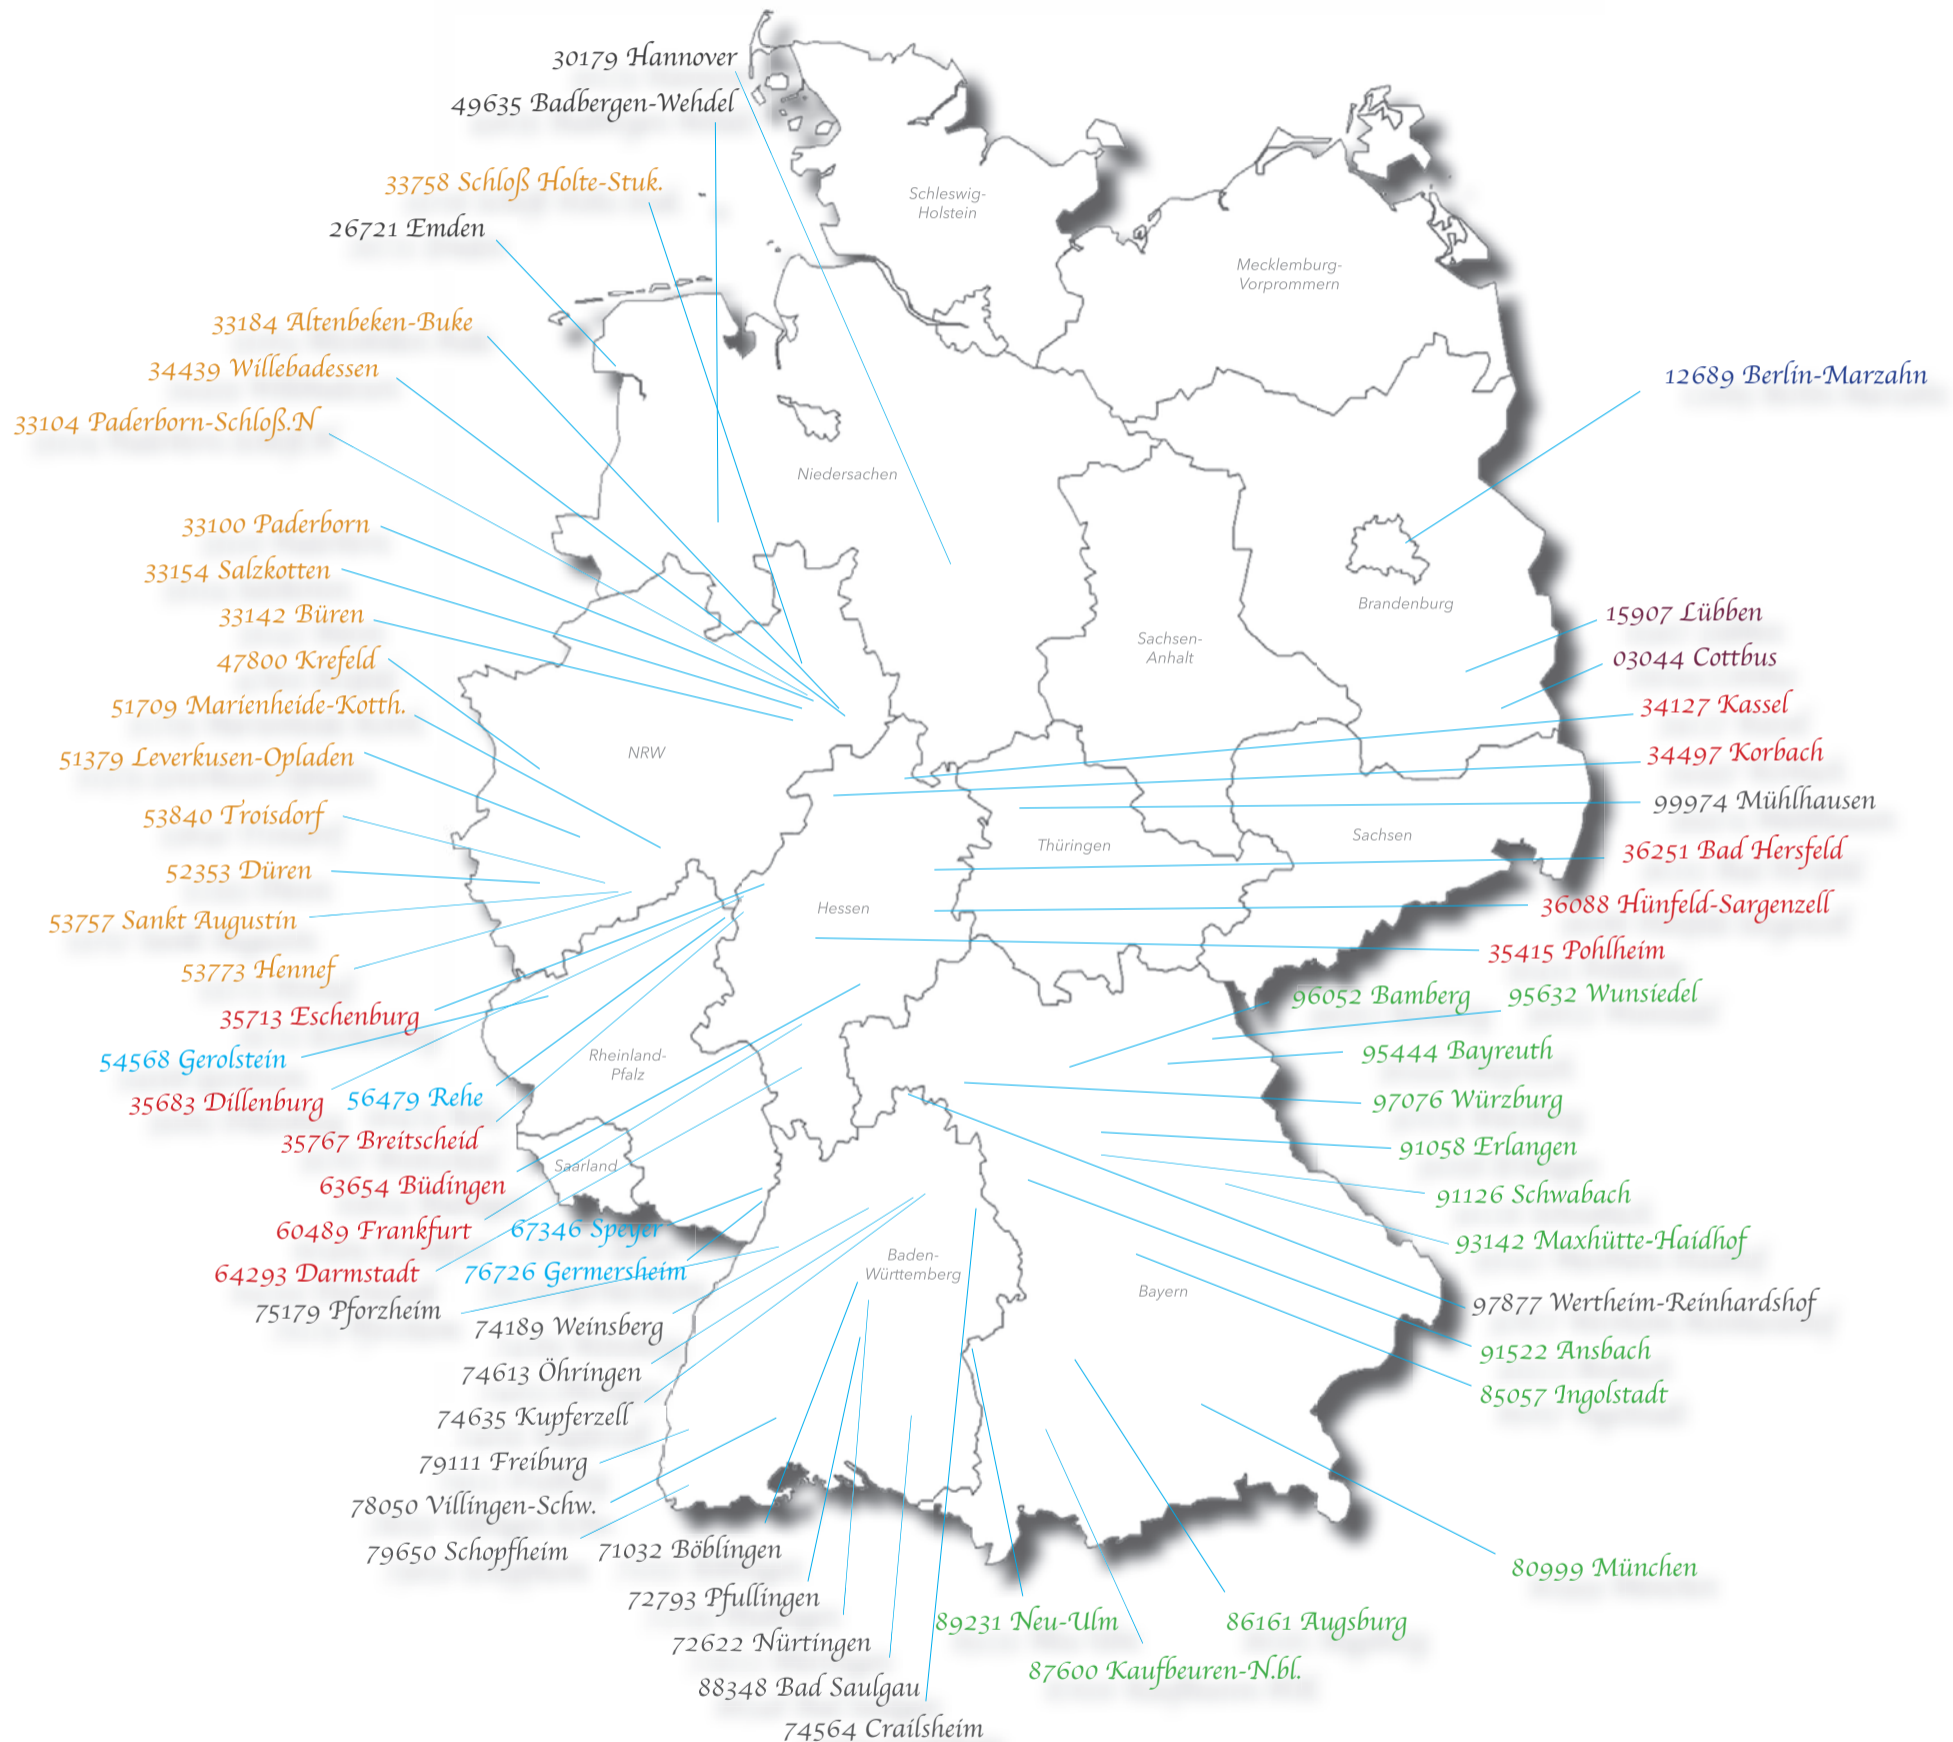 30179 Hannover
49635 Badbergen-Wehdel
33758 Schloß Holte-Stuk.
26721 Emden
Schleswig-
Holstein
Mecklemburg-
Vorprommern
33184 Altenbeken-Buke
34439 Willebadessen
12689 Berlin-Marzahn
33104 Paderborn-Schloß.N
Niedersachen
33100 Paderborn
33154 Salzkotten
33142 Büren
Brandenburg
15907 Lübben
Sachsen-
Anhalt
47800 Krefeld
03044 Cottbus
51709 Marienheide-Kotth.
34127 Kassel
NRW
51379 Leverkusen-Opladen
34497 Korbach
99974 Mühlhausen
53840 Troisdorf
Thüringen
Sachsen
36251 Bad Hersfeld
52353 Düren
Hessen
36088 Hünfeld-Sargenzell
53757 Sankt Augustin
35415 Pohlheim
53773 Hennef
96052 Bamberg
95632 Wunsiedel
35713 Eschenburg
95444 Bayreuth
54568 Gerolstein
Rheinland-
Pfalz
35683 Dillenburg
56479 Rehe
97076 Würzburg
35767 Breitscheid
91058 Erlangen
Saarland
63654 Büdingen
91126 Schwabach
60489 Frankfurt
67346 Speyer
93142 Maxhütte-Haidhof
Baden-
Württemberg
64293 Darmstadt
76726 Germersheim
Bayern
75179 Pforzheim
97877 Wertheim-Reinhardshof
74189 Weinsberg
91522 Ansbach
74613 Öhringen
85057 Ingolstadt
74635 Kupferzell
79111 Freiburg
78050 Villingen-Schw.
79650 Schopfheim
71032 Böblingen
80999 München
72793 Pfullingen
89231 Neu-Ulm
86161 Augsburg
72622 Nürtingen
87600 Kaufbeuren-N.bl.
88348 Bad Saulgau
74564 Crailsheim